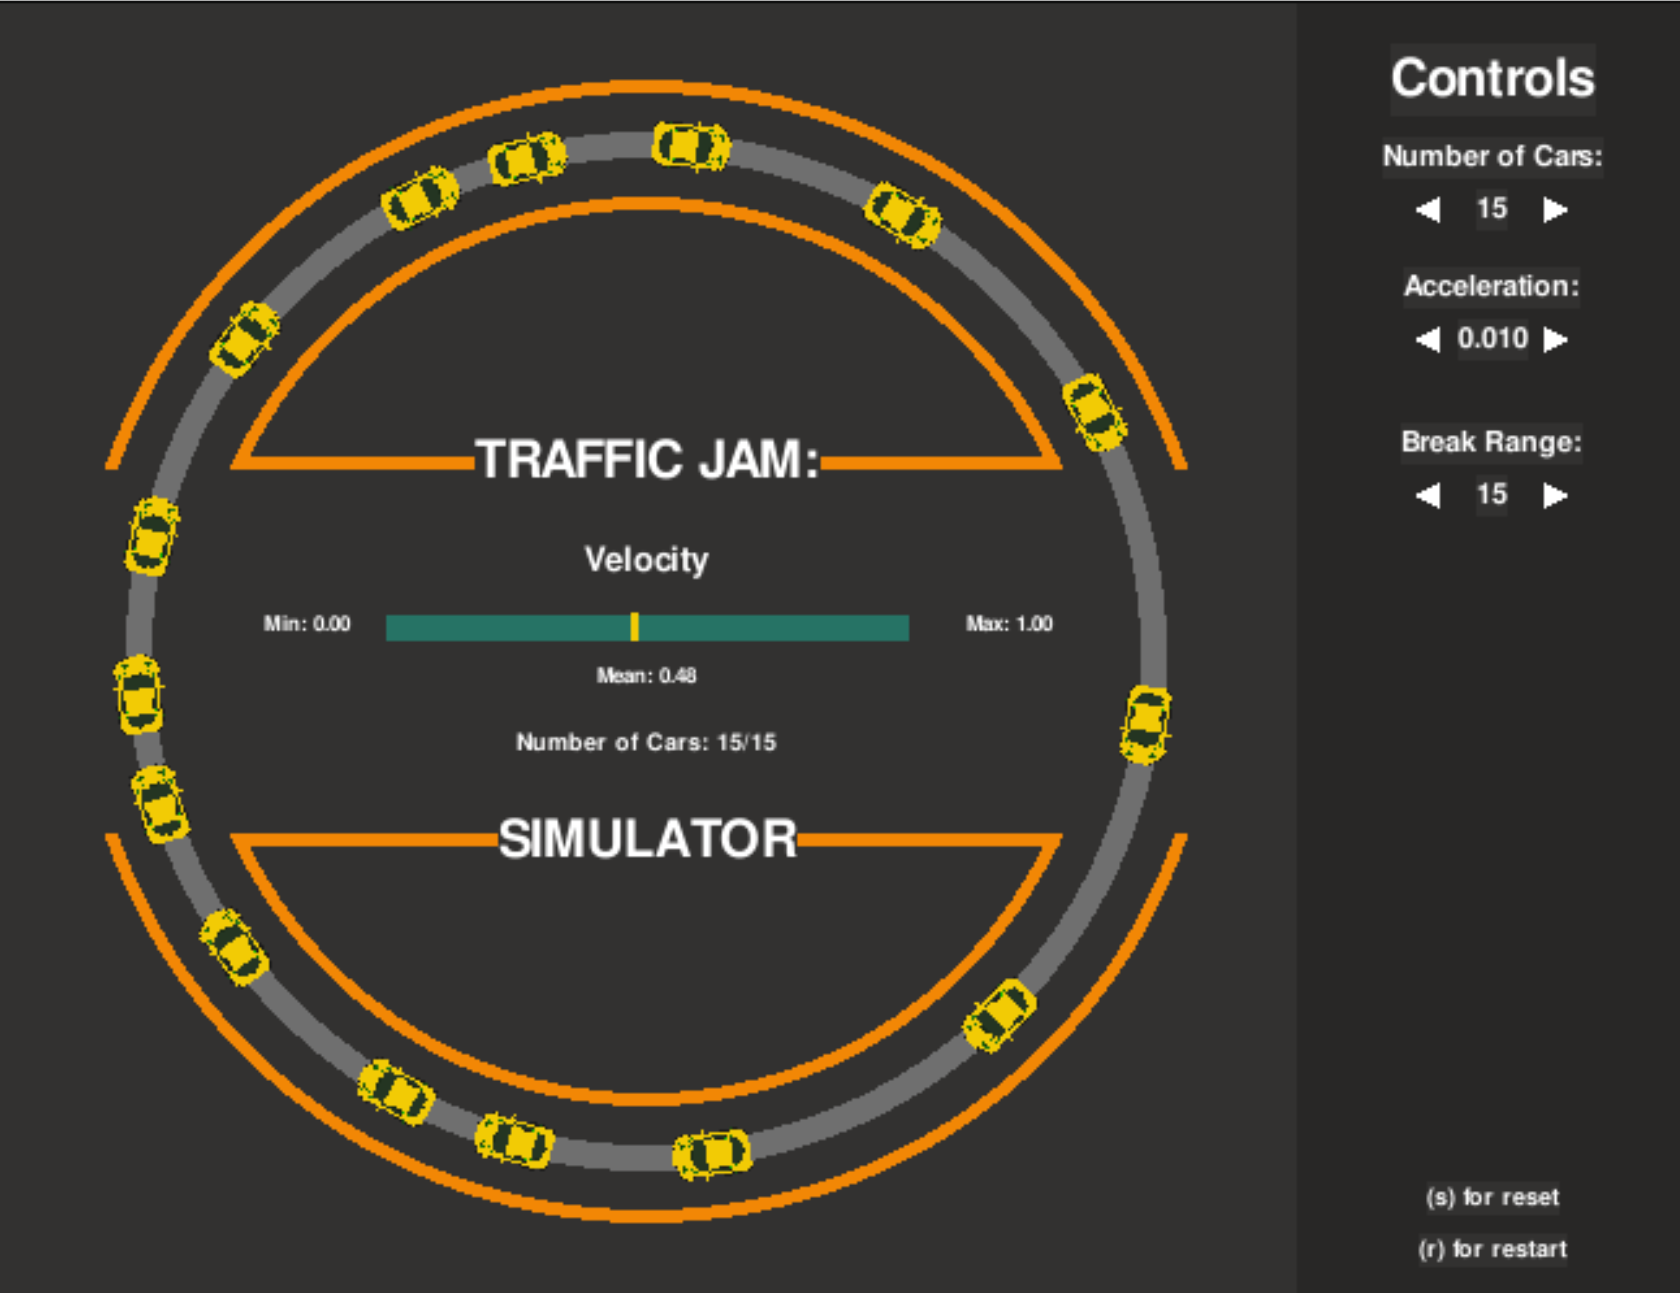 TRAFFIC JAM:
Velocity
Min: 0.00
Max: 1.00
Mean: 0.48
Number of Cars: 15/15
SIMULATOR
Controls
Number of Cars:
15
Acceleration:
0.010
Break Range:
15
(s) for reset
(r) for restart